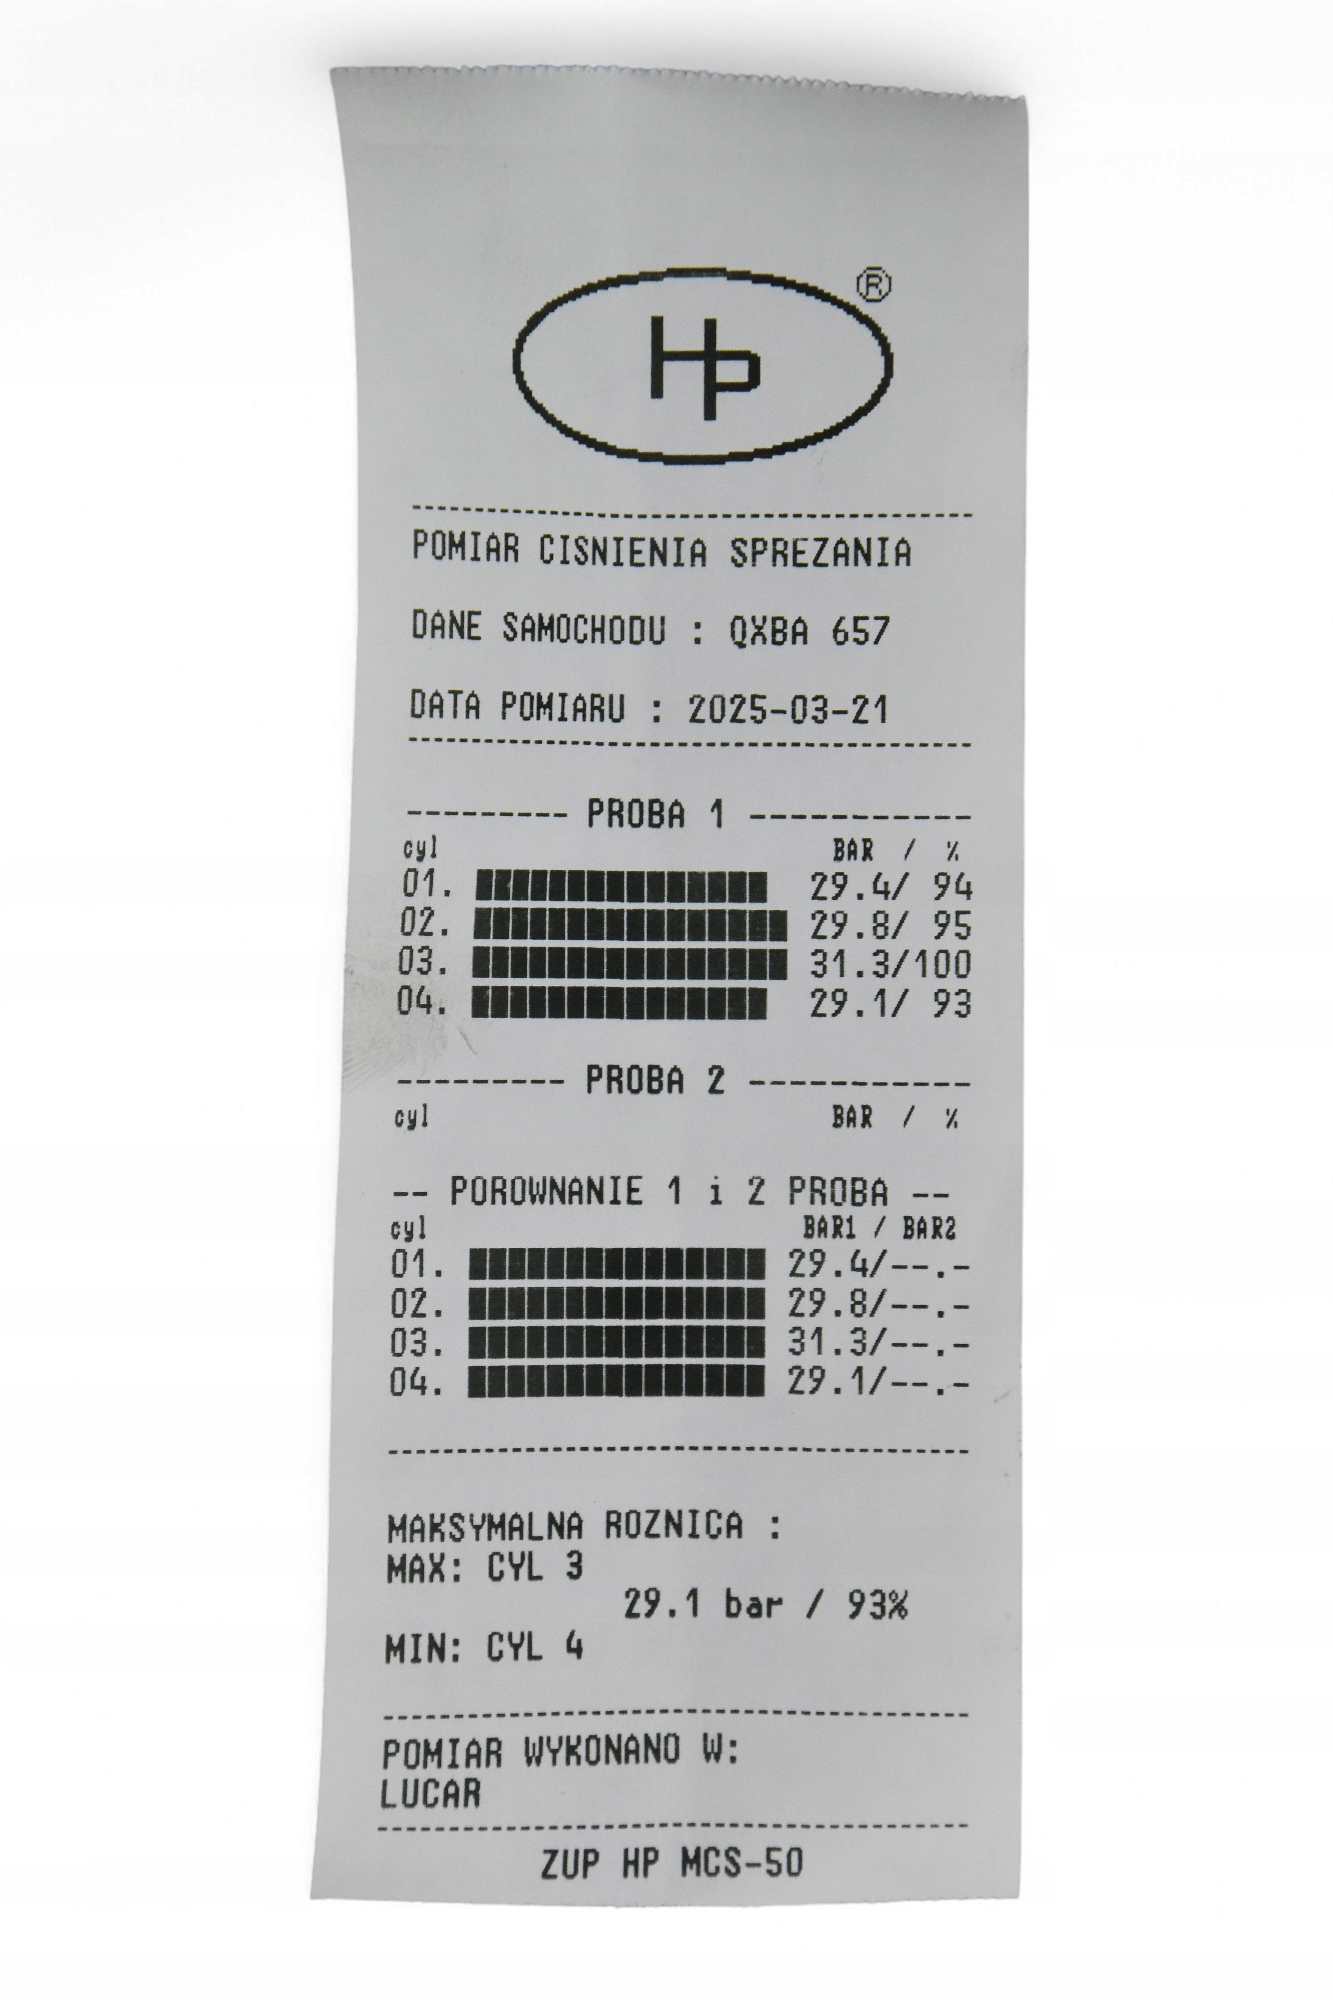 HP ®
POMIAR CISNIENIA SPREZANIA
DANE SAMOCHODU : QXBA 657
DATA POMIARU : 2025-03-21
--------- PROBA 1 -----------
cyl BAR / %
01. 29.4/ 94
02. 29.8/ 95
03. 31.3/100
04. 29.1/ 93
--------- PROBA 2 -----------
cyl BAR / %
-- POROWNANIE 1 i 2 PROBA --
cyl BAR1 / BAR2
01. 29.4/--.-
02. 29.8/--.-
03. 31.3/--.-
04. 29.1/--.-
MAKSYMALNA ROZNICA :
MAX: CYL 3
29.1 bar / 93%
MIN: CYL 4
POMIAR WYKONANO W:
LUCAR
ZUP HP MCS-50